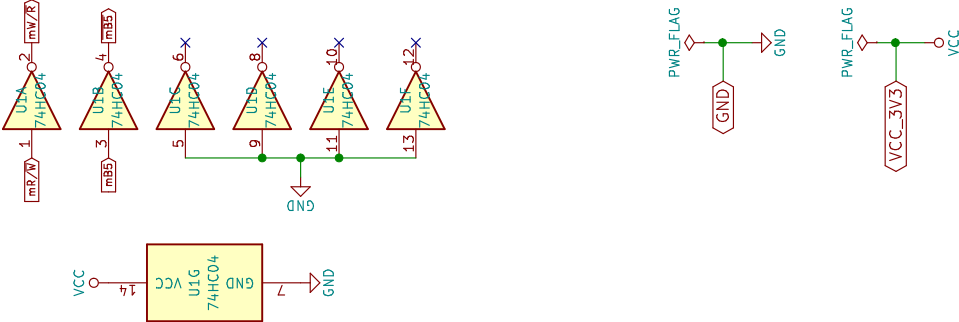 mW/R
mB5
2
4
6
8
10
12
U1A
74HC04
U1B
74HC04
U1C
74HC04
U1D
74HC04
U1E
74HC04
U1F
74HC04
1
3
5
9
11
13
mR/W
mB5
GND
PWR_FLAG
GND
GND
PWR_FLAG
VCC
VCC_3V3
VCC
14
VCC
U1G
74HC04
GND
7
GND